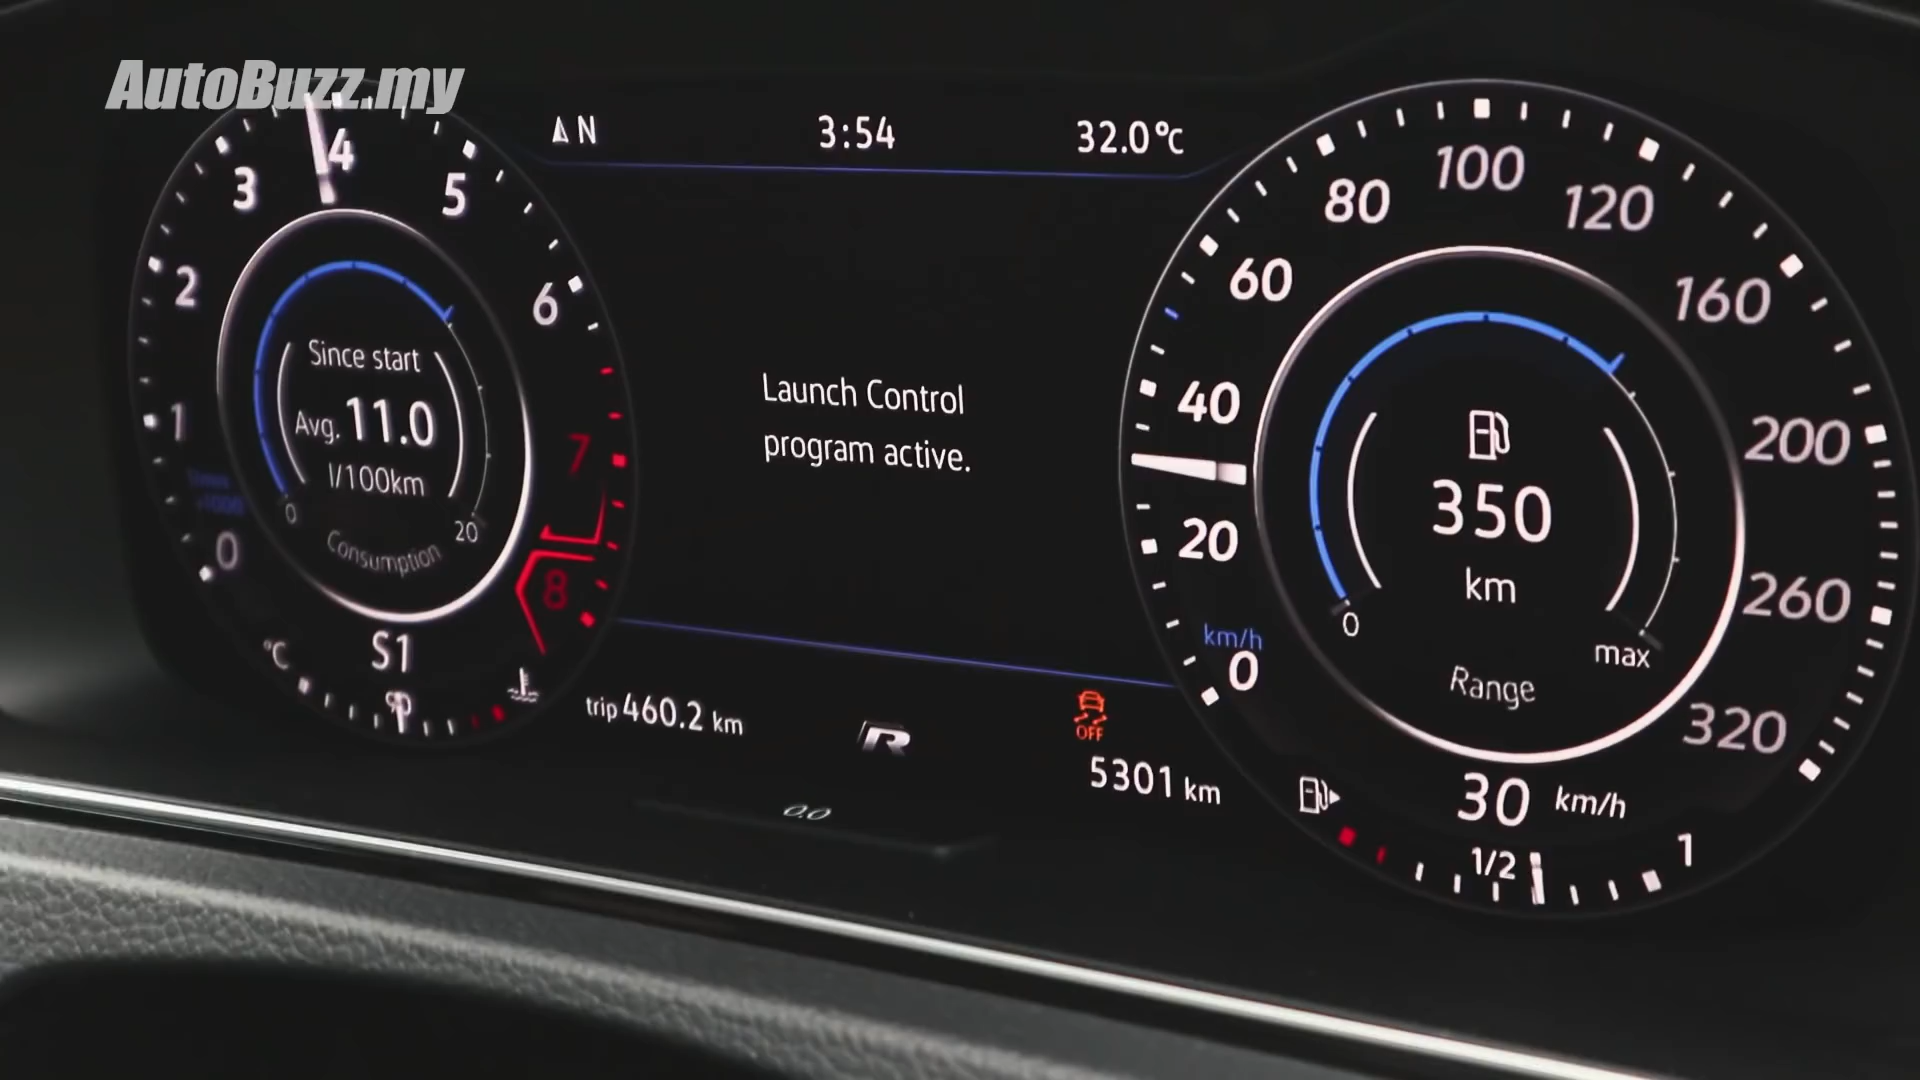 AutoBuzz.my
N
3:54
32.0°C
0
1
2
3
4
5
6
7
8
Since start
Avg. 11.0
l/100km
0
20
Consumption
S1
°C
90
Launch Control
program active.
trip 460.2 km
R
OFF
5301 km
0.0
km/h
0
20
40
60
80
100
120
160
200
260
320
350
km
0
max
Range
30 km/h
1/2
1